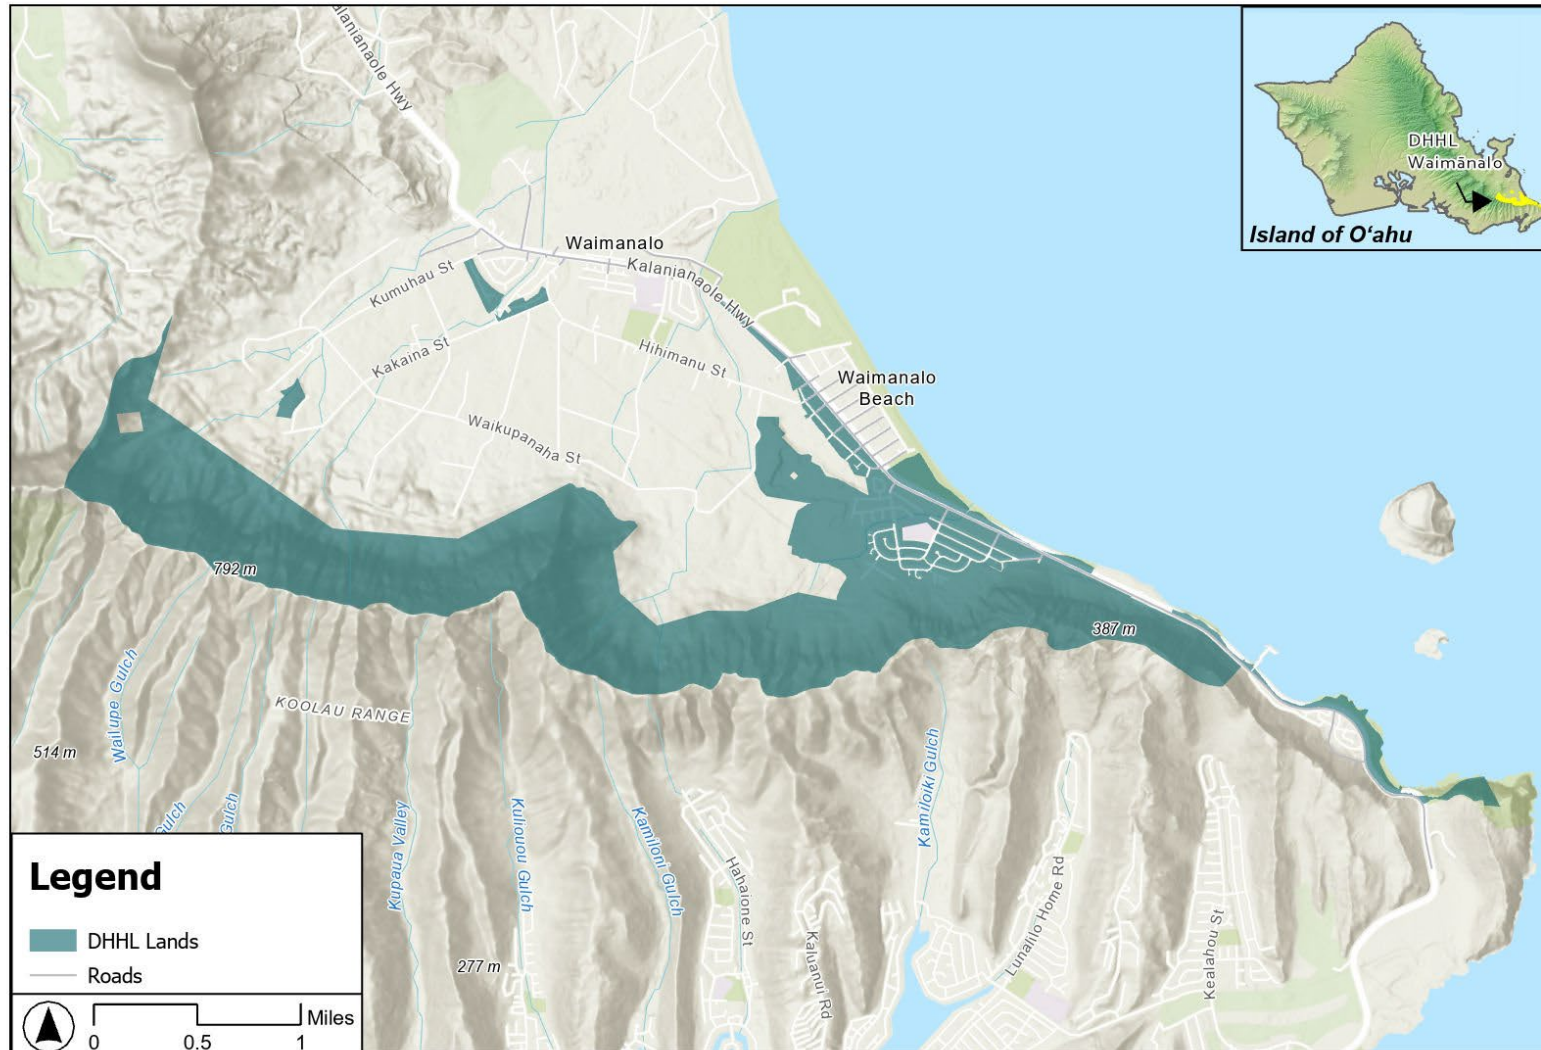 alanianaole Hwy
DHHL
Waimānalo
Island of Oʻahu
Waimanalo
Kumuhau St
Kalanianaole Hwy
Kakaina St
Hihimanu St
Waimanalo
Beach
Waikupanaha St
792 m
387 m
Wailupe Gulch
KOOLAU RANGE
514 m
Gulch
Gulch
Kupaua Valley
Kuliouou Gulch
Kamiloni Gulch
Kamiloiki Gulch
Hahaione St
Kaluanui Rd
Lunalilo Home Rd
Kealahou St
277 m
Legend
DHHL Lands
Roads
Miles
0 0.5 1